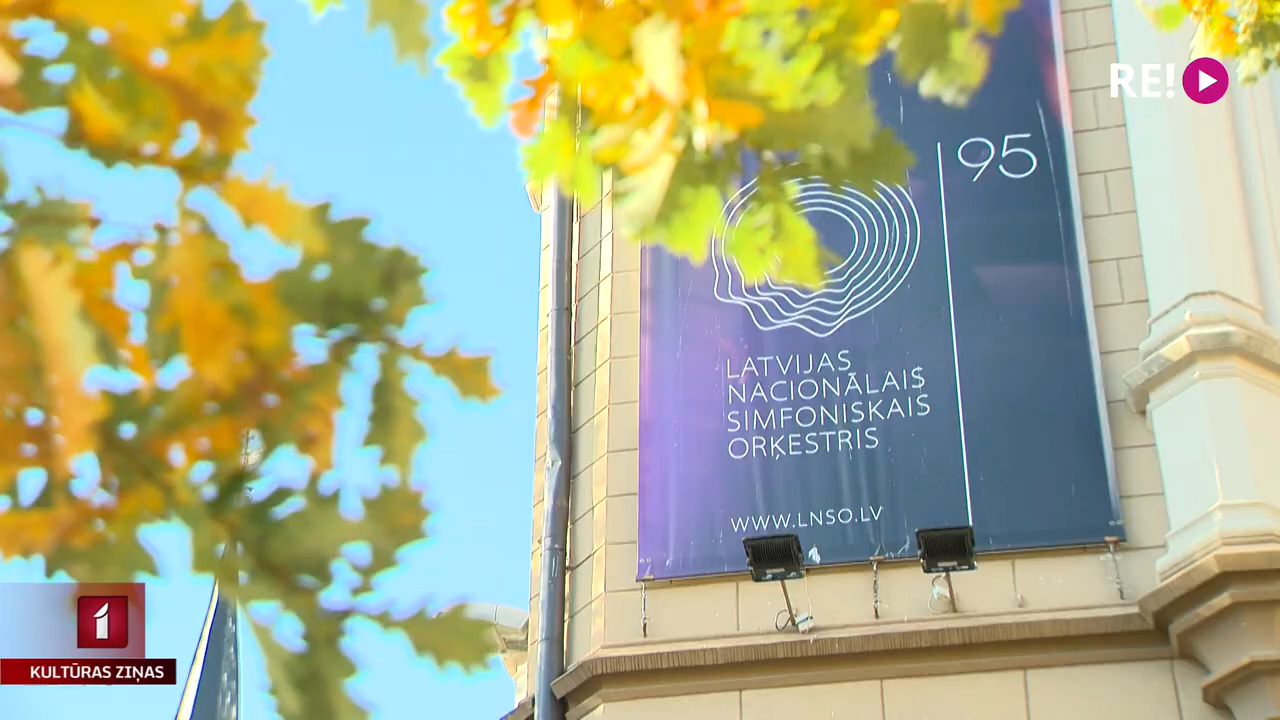 RE!
95
LATVIJAS
NACIONĀLAIS
SIMFONISKAIS
ORĶESTRIS
WWW.LNSO.LV
1
KULTŪRAS ZIŅAS